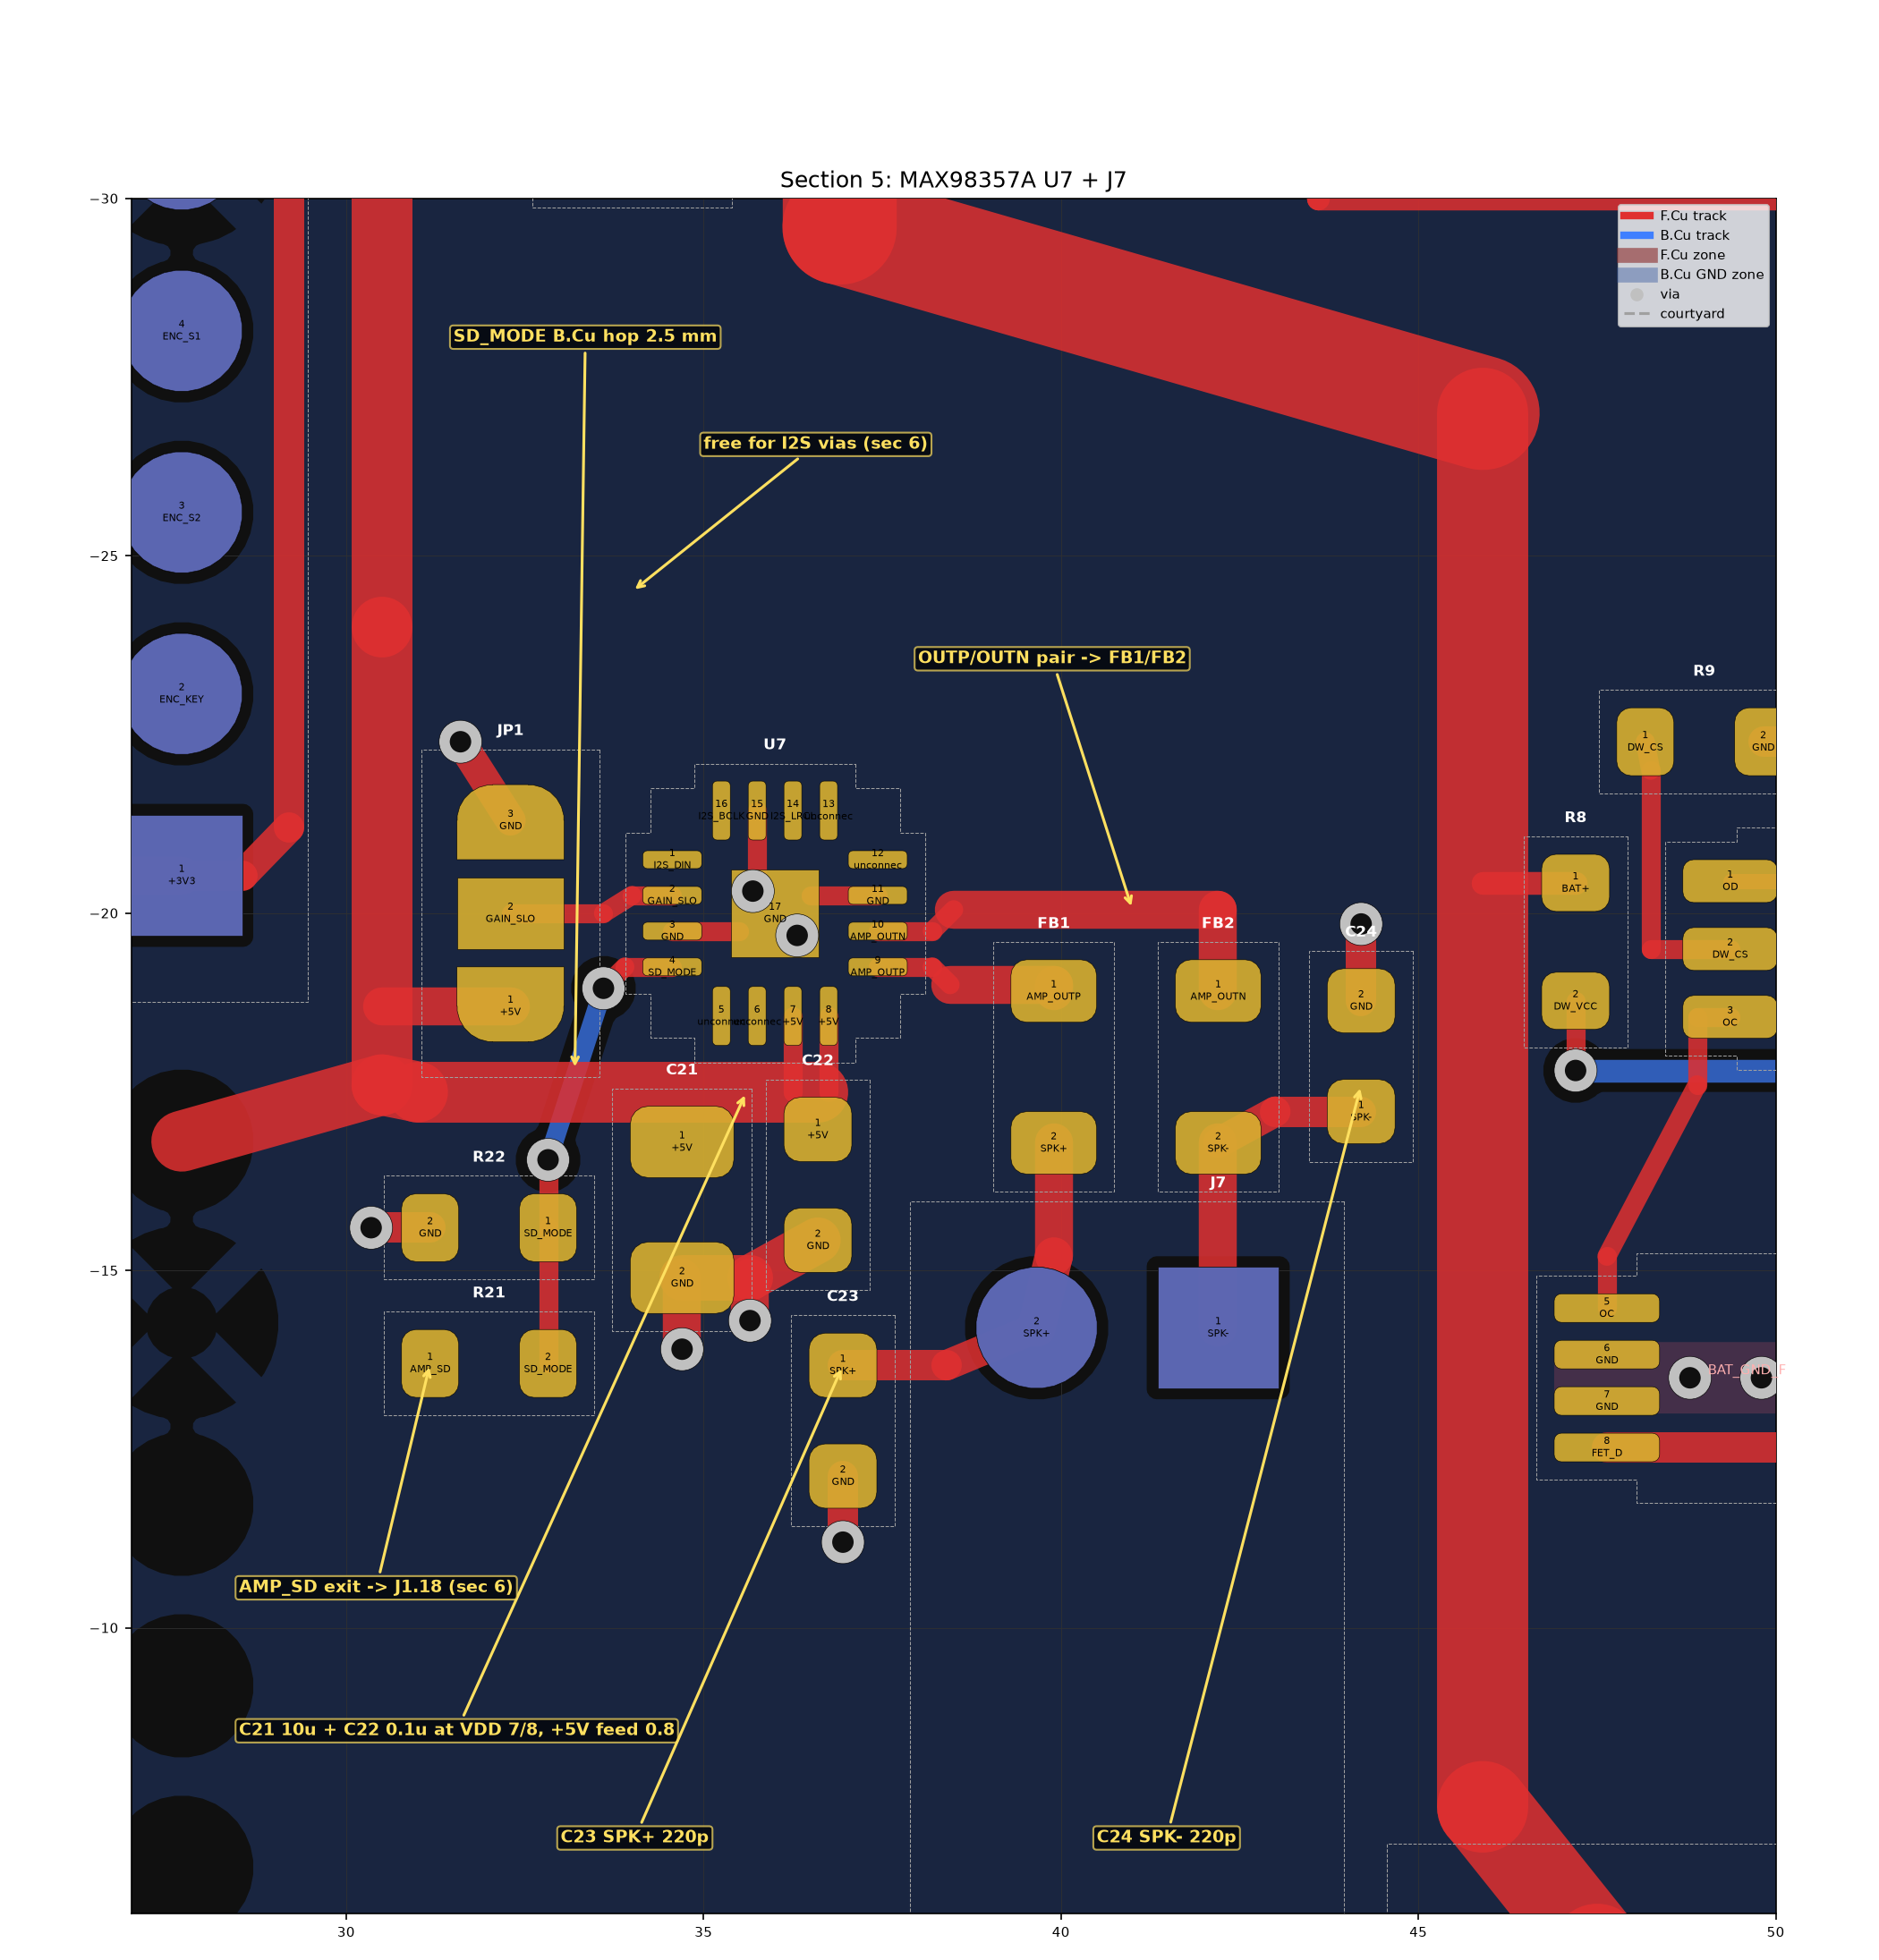 Section 5: MAX98357A U7 + J7
−30
F.Cu track
B.Cu track
F.Cu zone
B.Cu GND zone
via
courtyard
4
ENC_S1
SD_MODE B.Cu hop 2.5 mm
free for I2S vias (sec 6)
−25
3
ENC_S2
OUTP/OUTN pair -> FB1/FB2
2
ENC_KEY
R9
1
DW_CS
2
GND
JP1
U7
3
GND
16
I2S_BCLK
15
GND
14
13
R8
1
+3V3
1
I2S_DIN
12
unconnec
1
BAT+
1
OD
−20
2
GAIN_SLO
2
GAIN_SLO
17
GND
11
GND
3
GND
10
AMP_OUTN
FB1
FB2
C24
2
DW_CS
4
SD_MODE
9
AMP_OUTP
1
+5V
5
6
7
+5V
8
+5V
1
AMP_OUTP
1
AMP_OUTN
2
GND
2
DW_VCC
3
OC
C21
C22
1
+5V
1
+5V
2
SPK+
2
SPK-
1
SPK-
R22
J7
2
GND
1
SD_MODE
2
GND
−15
2
GND
R21
C23
2
SPK+
1
SPK-
5
OC
1
AMP_SD
2
SD_MODE
1
SPK+
6
GND
7
GND
8
FET_D
2
GND
AMP_SD exit -> J1.18 (sec 6)
−10
C21 10u + C22 0.1u at VDD 7/8, +5V feed 0.8
C23 SPK+ 220p
C24 SPK- 220p
30
35
40
45
50